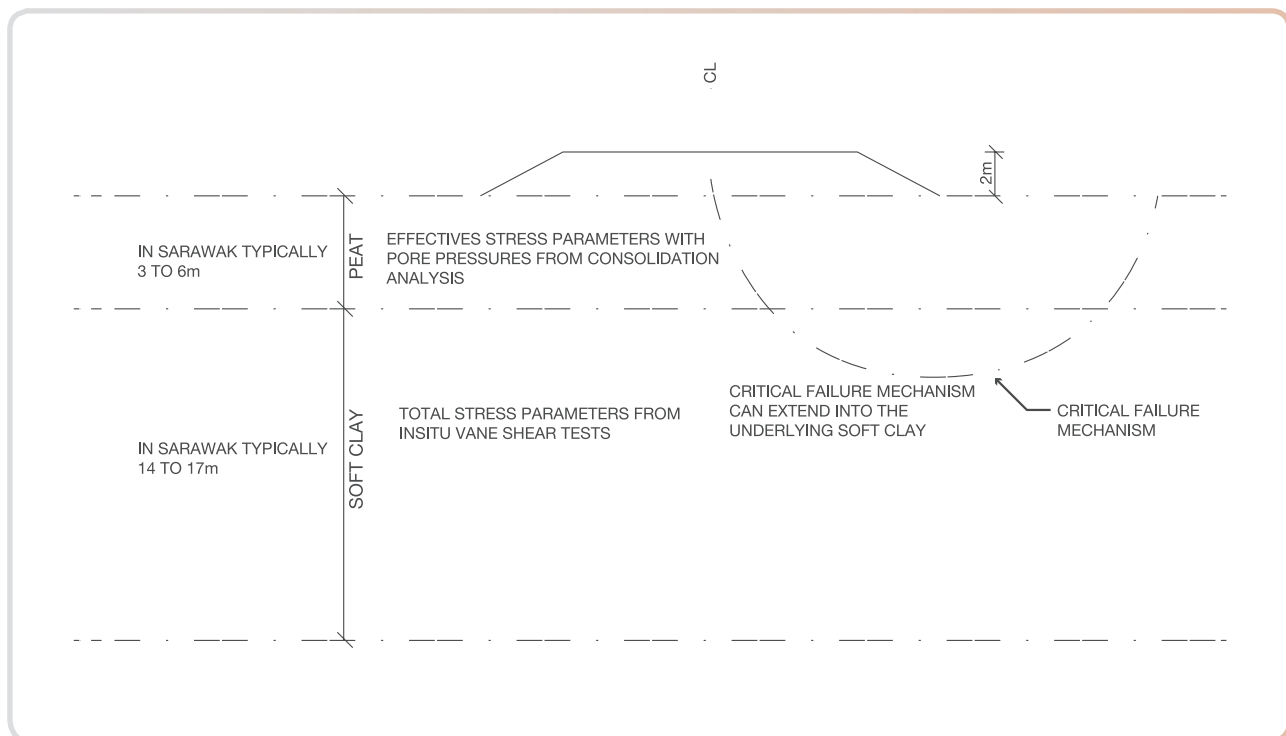 CL
2m
IN SARAWAK TYPICALLY
3 TO 6m
PEAT
EFFECTIVES STRESS PARAMETERS WITH
PORE PRESSURES FROM CONSOLIDATION
ANALYSIS
IN SARAWAK TYPICALLY
14 TO 17m
SOFT CLAY
TOTAL STRESS PARAMETERS FROM
INSITU VANE SHEAR TESTS
CRITICAL FAILURE MECHANISM
CAN EXTEND INTO THE
UNDERLYING SOFT CLAY
CRITICAL FAILURE
MECHANISM